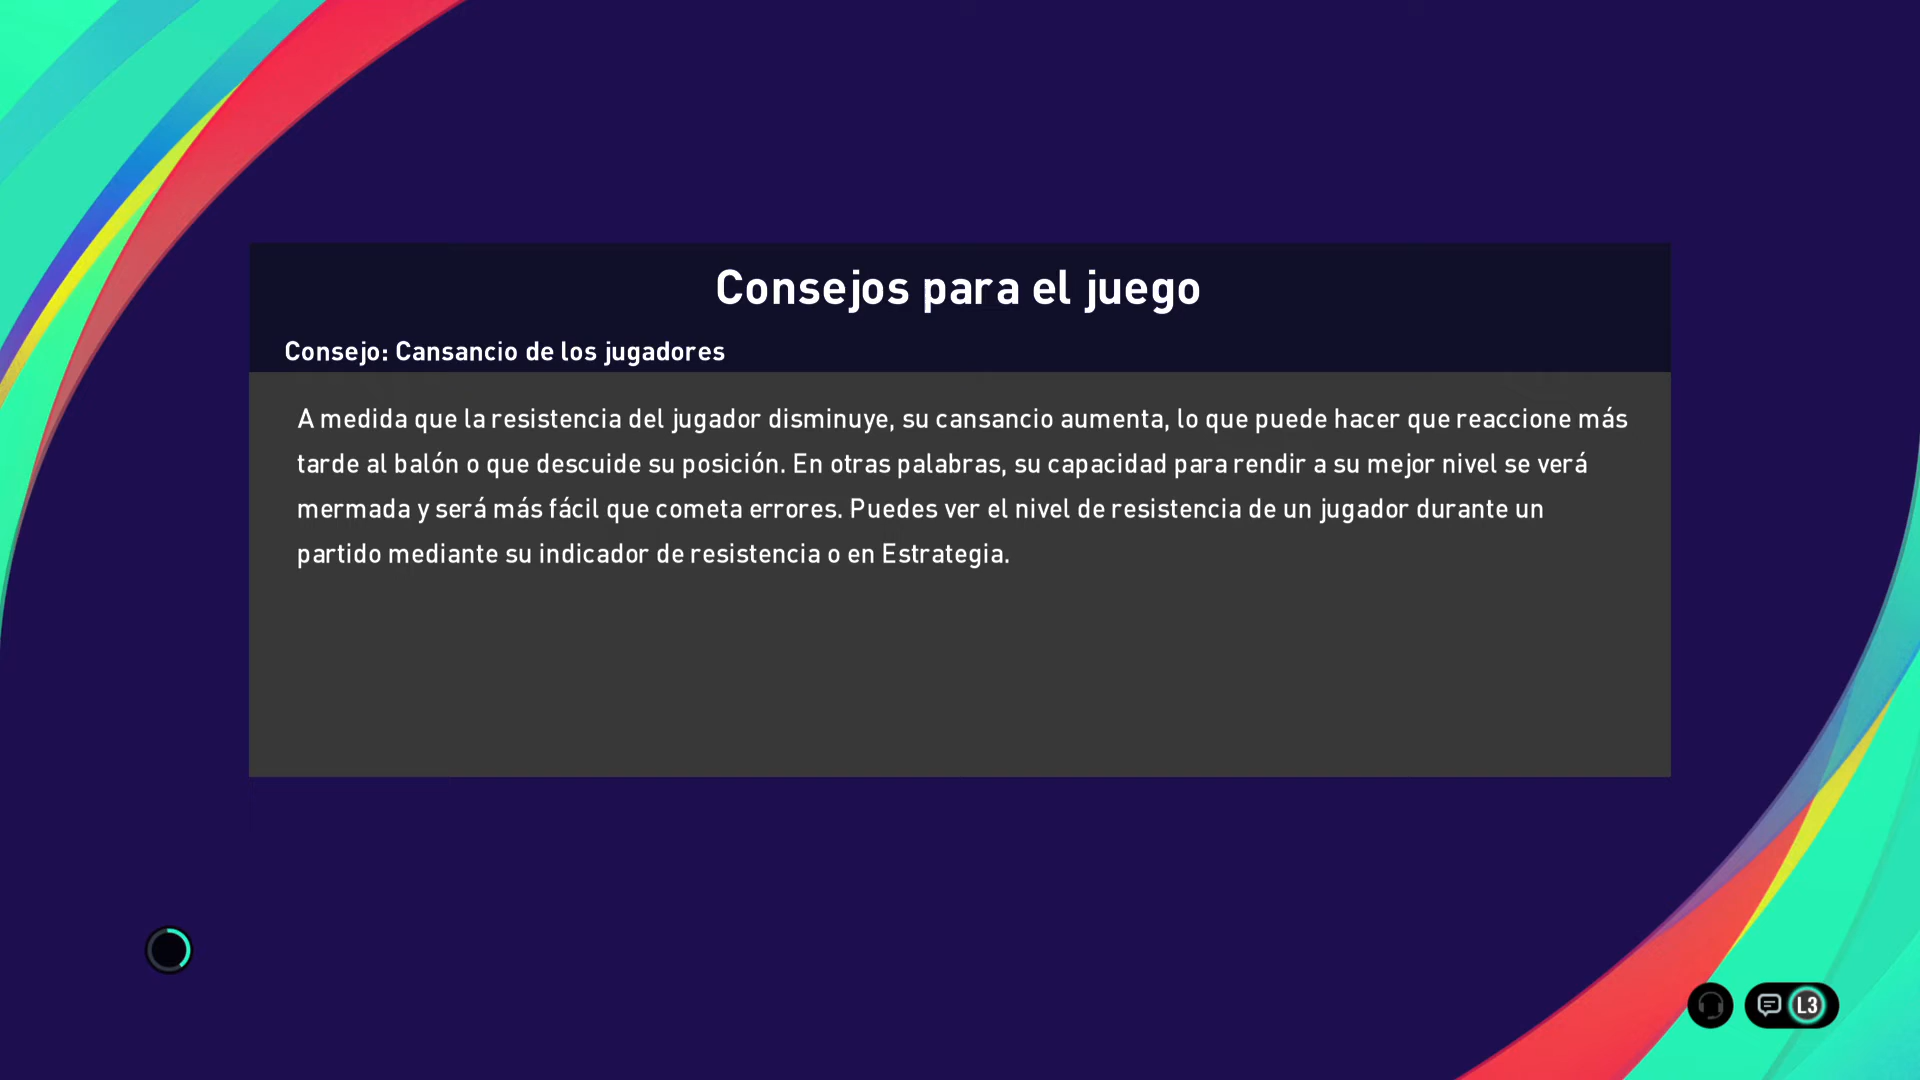 Consejos para el juego
Consejo: Cansancio de los jugadores
A medida que la resistencia del jugador disminuye, su cansancio aumenta, lo que puede hacer que reaccione más
tarde al balón o que descuide su posición. En otras palabras, su capacidad para rendir a su mejor nivel se verá
mermada y será más fácil que cometa errores. Puedes ver el nivel de resistencia de un jugador durante un
partido mediante su indicador de resistencia o en Estrategia.
L3